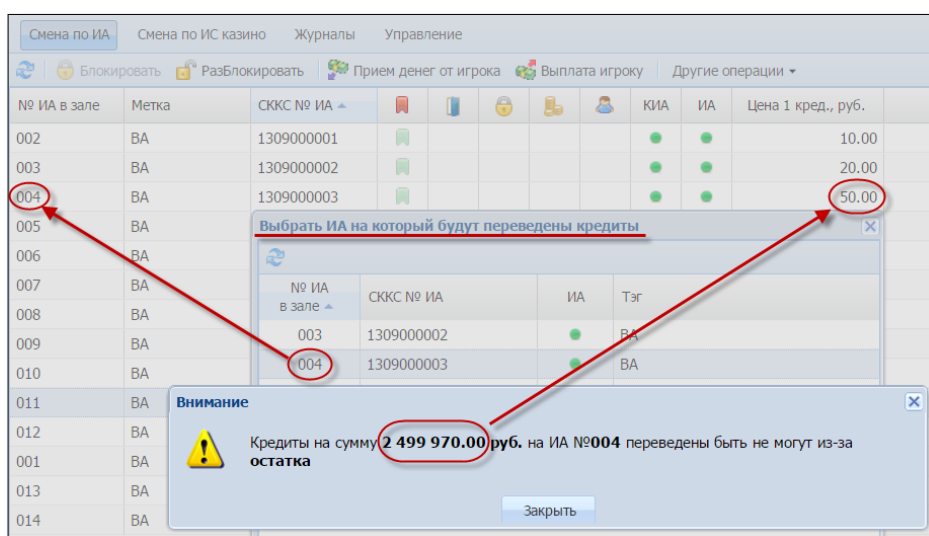 Смена по ИА Смена по ИС казино Журналы Управление
Блокировать РазБлокировать Прием денег от игрока Выплата игроку Другие операции
№ ИА в зале Метка СККС № ИА КИА ИА Цена 1 кред., руб.
002 BA 1309000001 10.00
003 BA 1309000002 20.00
004 BA 1309000003 50.00
005 BA Выбрать ИА на который будут переведены кредиты
006 BA
007 BA № ИА в зале СККС № ИА ИА Тэг
008 BA
009 BA 003 1309000002 BA
010 BA 004 1309000003 BA
011 BA Внимание
012 BA Кредиты на сумму 2 499 970.00 руб. на ИА №004 переведены быть не могут из-за
001 BA остатка
013 BA
014 BA Закрыть